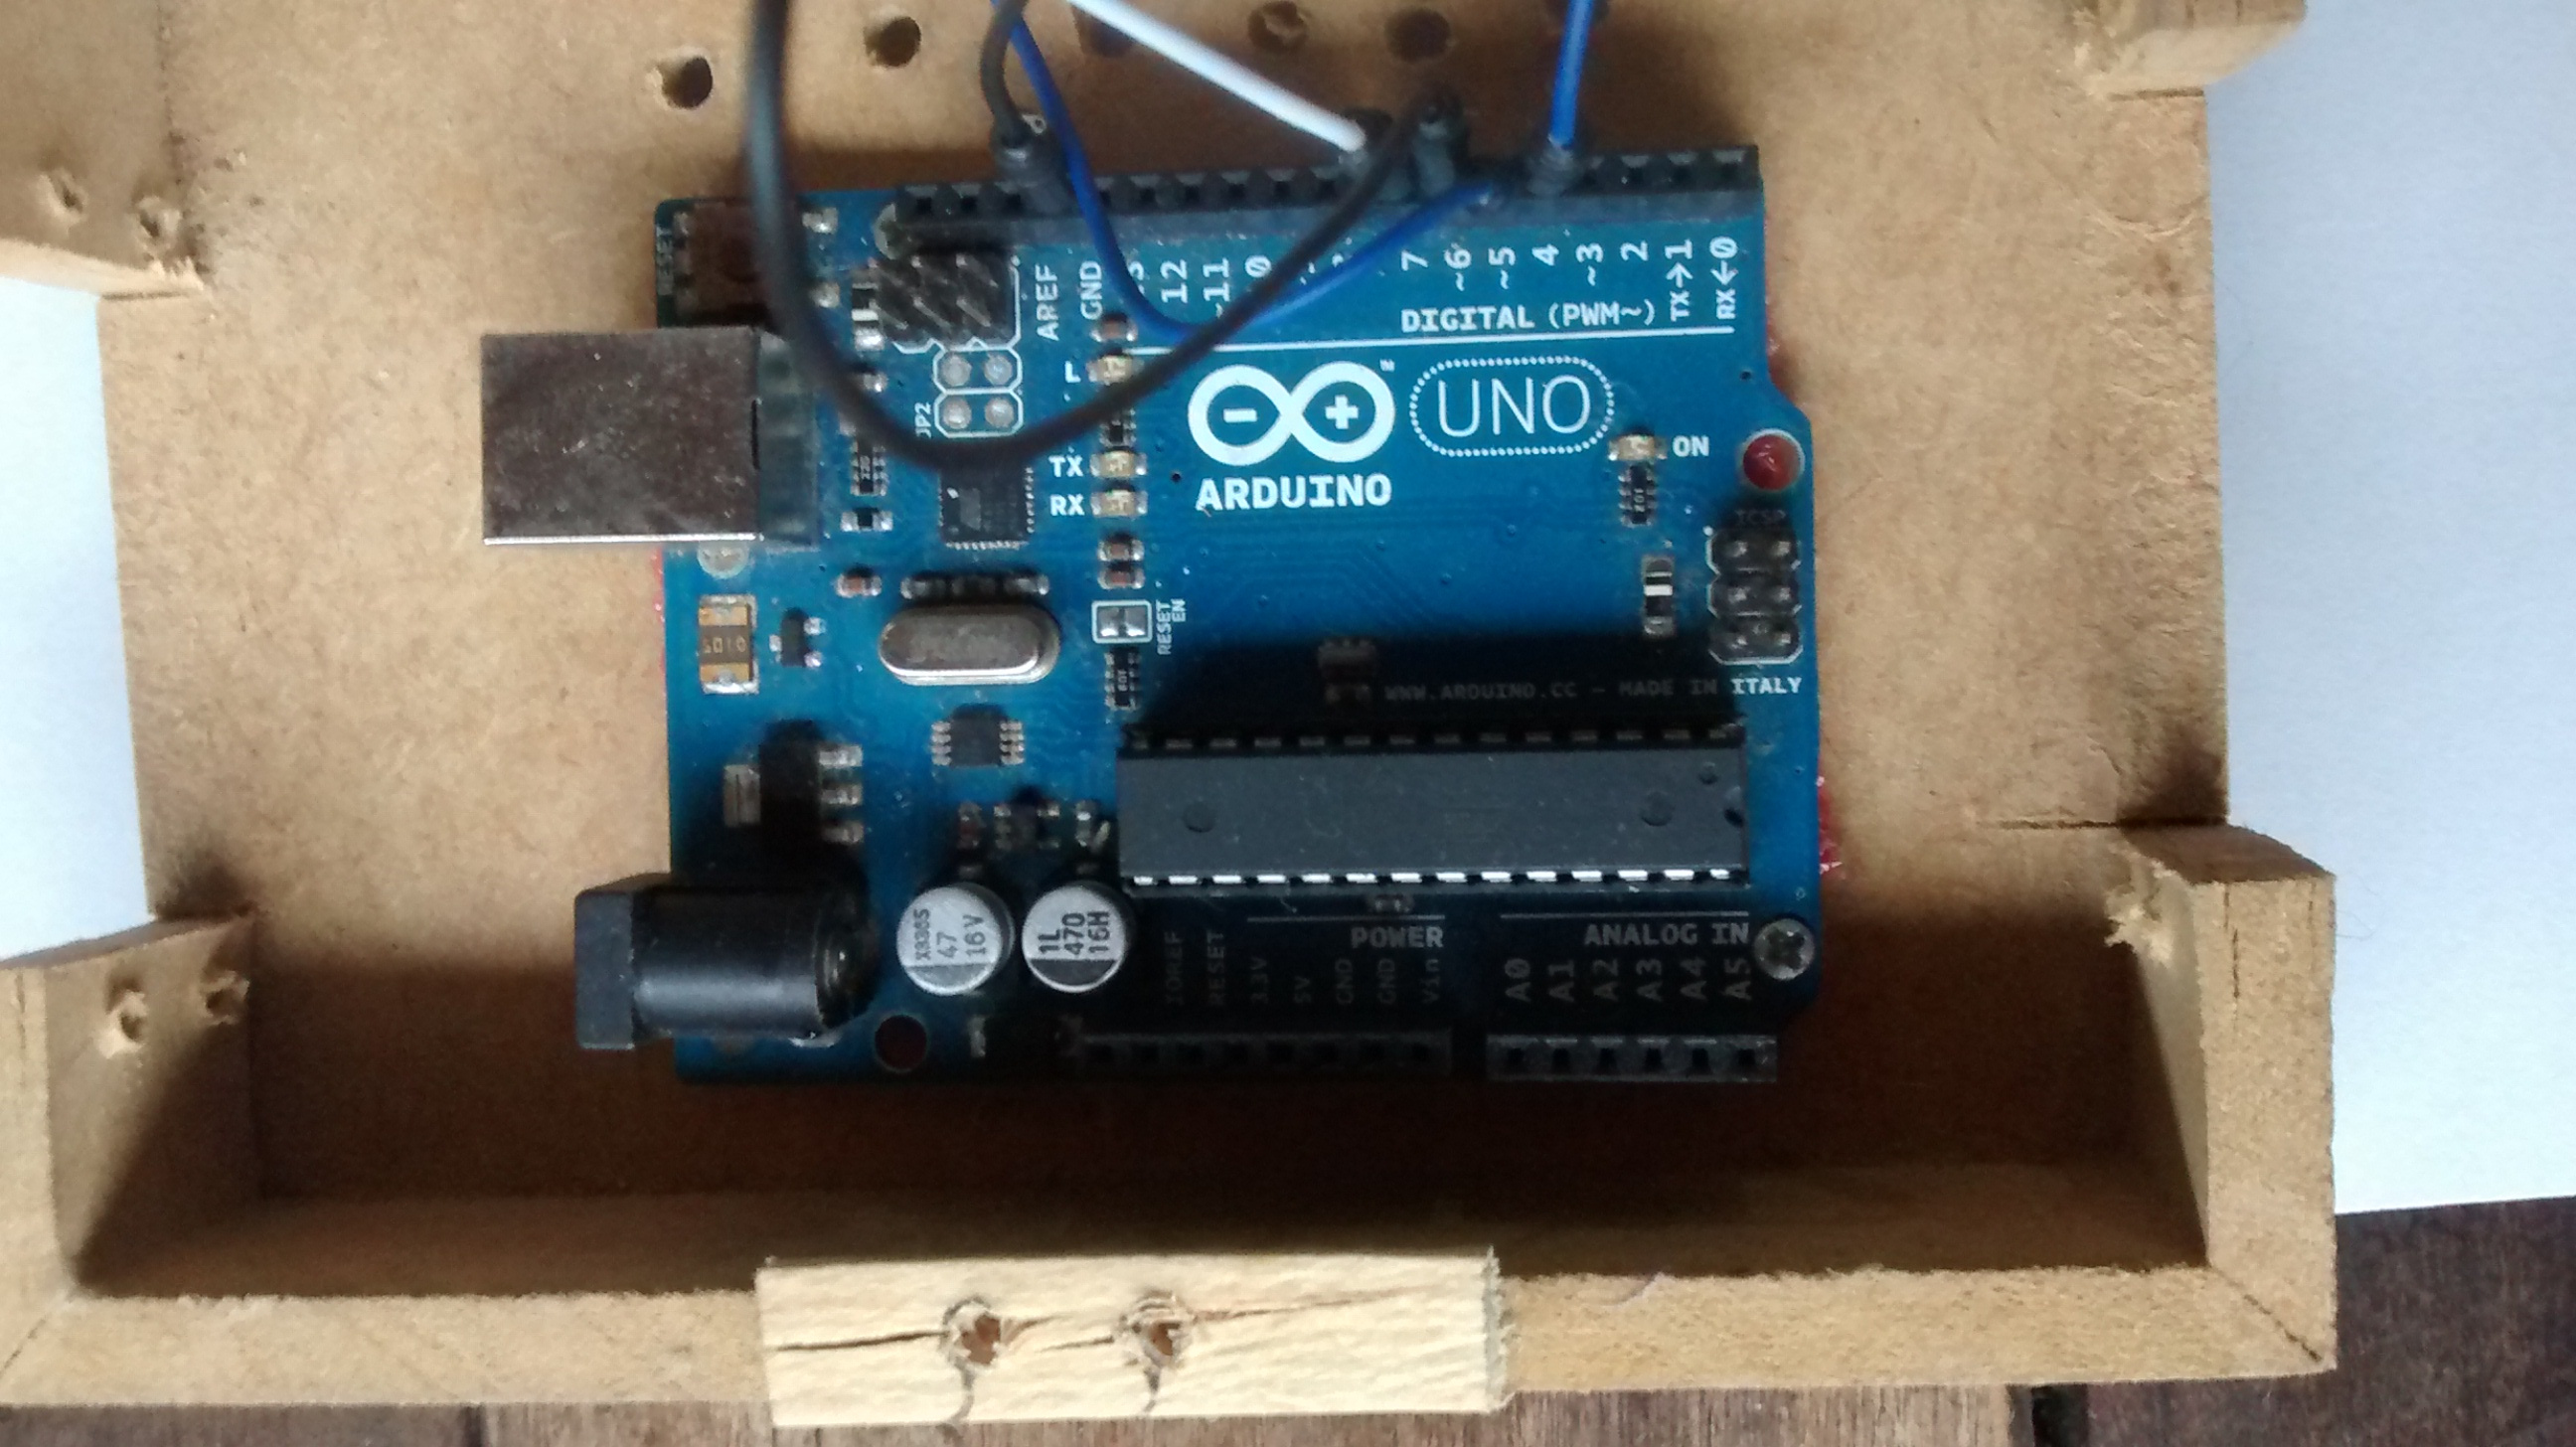 RESET
AREF
GND
12
~11
7
~6
~5
4
~3
2
TX→1
RX←0
DIGITAL (PWM~)
L
JP2
™
UNO
ON
TX
RX
ARDUINO
ICSP
RESET
EN
WWW.ARDUINO.CC - MADE IN ITALY
47
16V
1L
470
16H
POWER
ANALOG IN
IOREF
RESET
3.3V
5V
GND
GND
Vin
A0
A1
A2
A3
A4
A5